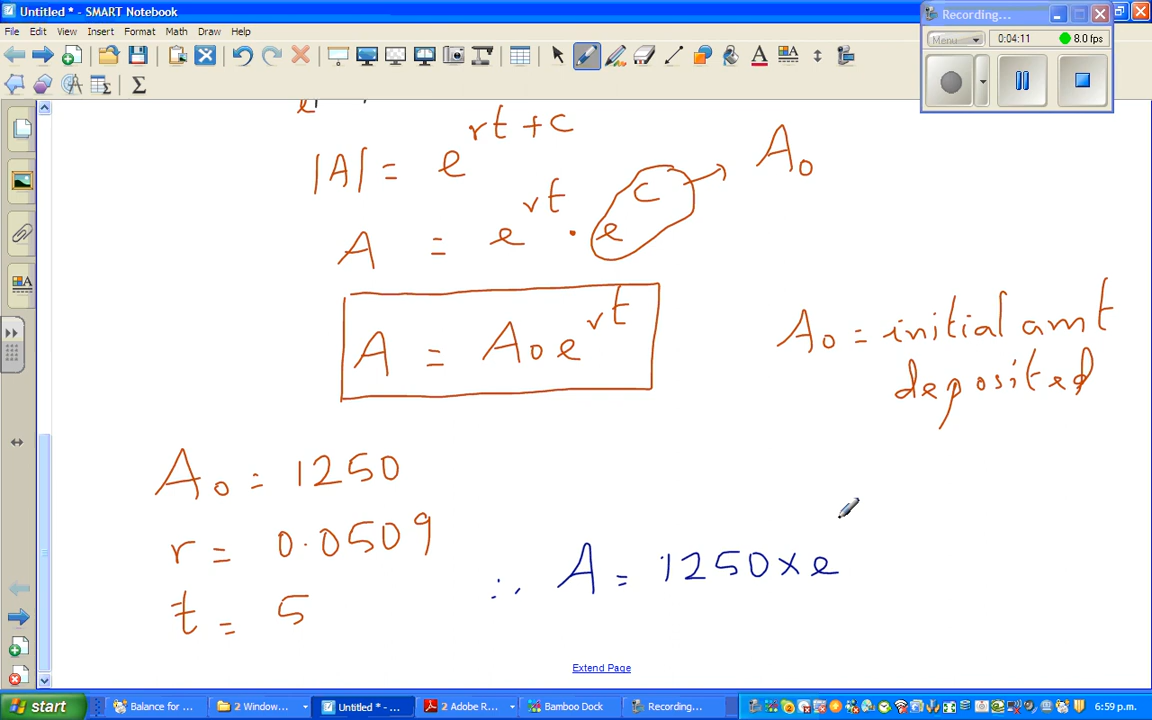 Untitled * - SMART Notebook
File Edit View Insert Format Math Draw Help
Recording...
Menu 0:04:11 8.0 fps
rt + c
|A| = e
A = e^rt · e^c → A₀
A = A₀e^rt
A₀ = initial amt
deposited
A₀ = 1250
r = 0.0509
t = 5
∴ A = 1250 × e
Extend Page
start Balance for ... 2 Window... Untitled * - ... 2 Adobe R... Bamboo Dock Recording... 6:59 p.m.